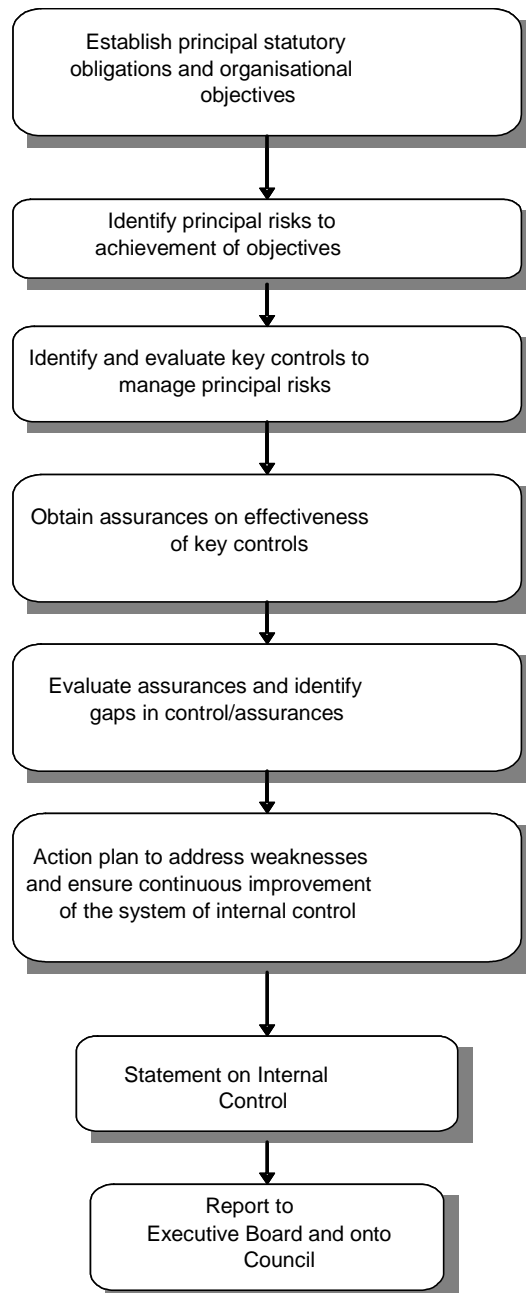 Establish principal statutory
obligations and organisational
objectives
Identify principal risks to
achievement of objectives
Identify and evaluate key controls to
manage principal risks
Obtain assurances on effectiveness
of key controls
Evaluate assurances and identify
gaps in control/assurances
Action plan to address weaknesses
and ensure continuous improvement
of the system of internal control
Statement on Internal
Control
Report to
Executive Board and onto
Council